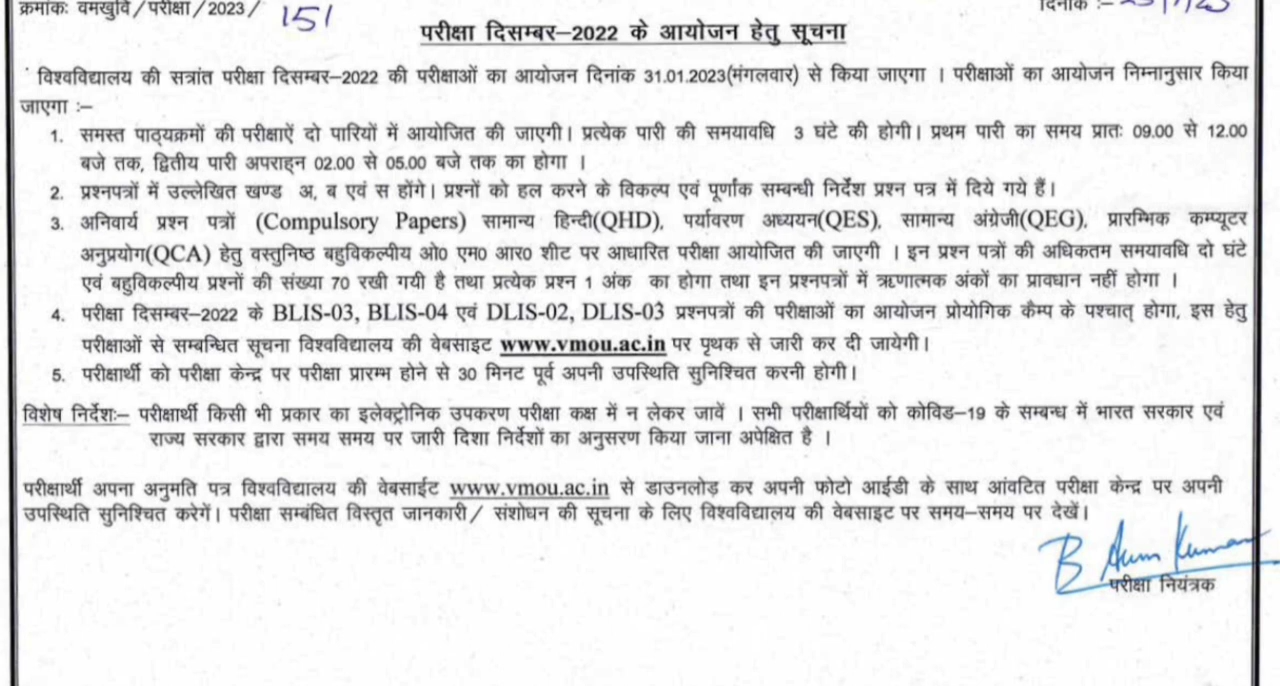 क्रमांकः वमखुवि/परीक्षा/2023/ 151 दिनांक :–
परीक्षा दिसम्बर–2022 के आयोजन हेतु सूचना
विश्वविद्यालय की सत्रांत परीक्षा दिसम्बर–2022 की परीक्षाओं का आयोजन दिनांक 31.01.2023(मंगलवार) से किया जाएगा । परीक्षाओं का आयोजन निम्नानुसार किया
जाएगा :–
1. समस्त पाठ्यक्रमों की परीक्षाऐं दो पारियों में आयोजित की जाएगी। प्रत्येक पारी की समयावधि 3 घंटे की होगी। प्रथम पारी का समय प्रातः 09.00 से 12.00
बजे तक, द्वितीय पारी अपराहन 02.00 से 05.00 बजे तक का होगा ।
2. प्रश्नपत्रों में उल्लेखित खण्ड अ, ब एवं स होंगे। प्रश्नों को हल करने के विकल्प एवं पूर्णांक सम्बन्धी निर्देश प्रश्न पत्र में दिये गये हैं।
3. अनिवार्य प्रश्न पत्रों (Compulsory Papers) सामान्य हिन्दी(QHD), पर्यावरण अध्ययन(QES), सामान्य अंग्रेजी(QEG), प्रारम्भिक कम्प्यूटर
अनुप्रयोग(QCA) हेतु वस्तुनिष्ठ बहुविकल्पीय ओ0 एम0 आर0 शीट पर आधारित परीक्षा आयोजित की जाएगी । इन प्रश्न पत्रों की अधिकतम समयावधि दो घंटे
एवं बहुविकल्पीय प्रश्नों की संख्या 70 रखी गयी है तथा प्रत्येक प्रश्न 1 अंक का होगा तथा इन प्रश्नपत्रों में ऋणात्मक अंकों का प्रावधान नहीं होगा ।
4. परीक्षा दिसम्बर–2022 के BLIS-03, BLIS-04 एवं DLIS-02, DLIS-03 प्रश्नपत्रों की परीक्षाओं का आयोजन प्रोयोगिक कैम्प के पश्चात् होगा, इस हेतु
परीक्षाओं से सम्बन्धित सूचना विश्वविद्यालय की वेबसाइट www.vmou.ac.in पर पृथक से जारी कर दी जायेगी।
5. परीक्षार्थी को परीक्षा केन्द्र पर परीक्षा प्रारम्भ होने से 30 मिनट पूर्व अपनी उपस्थिति सुनिश्चित करनी होगी।
विशेष निर्देशः– परीक्षार्थी किसी भी प्रकार का इलेक्ट्रोनिक उपकरण परीक्षा कक्ष में न लेकर जावें । सभी परीक्षार्थियों को कोविड–19 के सम्बन्ध में भारत सरकार एवं
राज्य सरकार द्वारा समय समय पर जारी दिशा निर्देशों का अनुसरण किया जाना अपेक्षित है ।
परीक्षार्थी अपना अनुमति पत्र विश्वविद्यालय की वेबसाईट www.vmou.ac.in से डाउनलोड़ कर अपनी फोटो आईडी के साथ आंवटित परीक्षा केन्द्र पर अपनी
उपस्थिति सुनिश्चित करेगें। परीक्षा सम्बंधित विस्तृत जानकारी/ संशोधन की सूचना के लिए विश्वविद्यालय की वेबसाइट पर समय–समय पर देखें।
B Arun Kumar
परीक्षा नियंत्रक